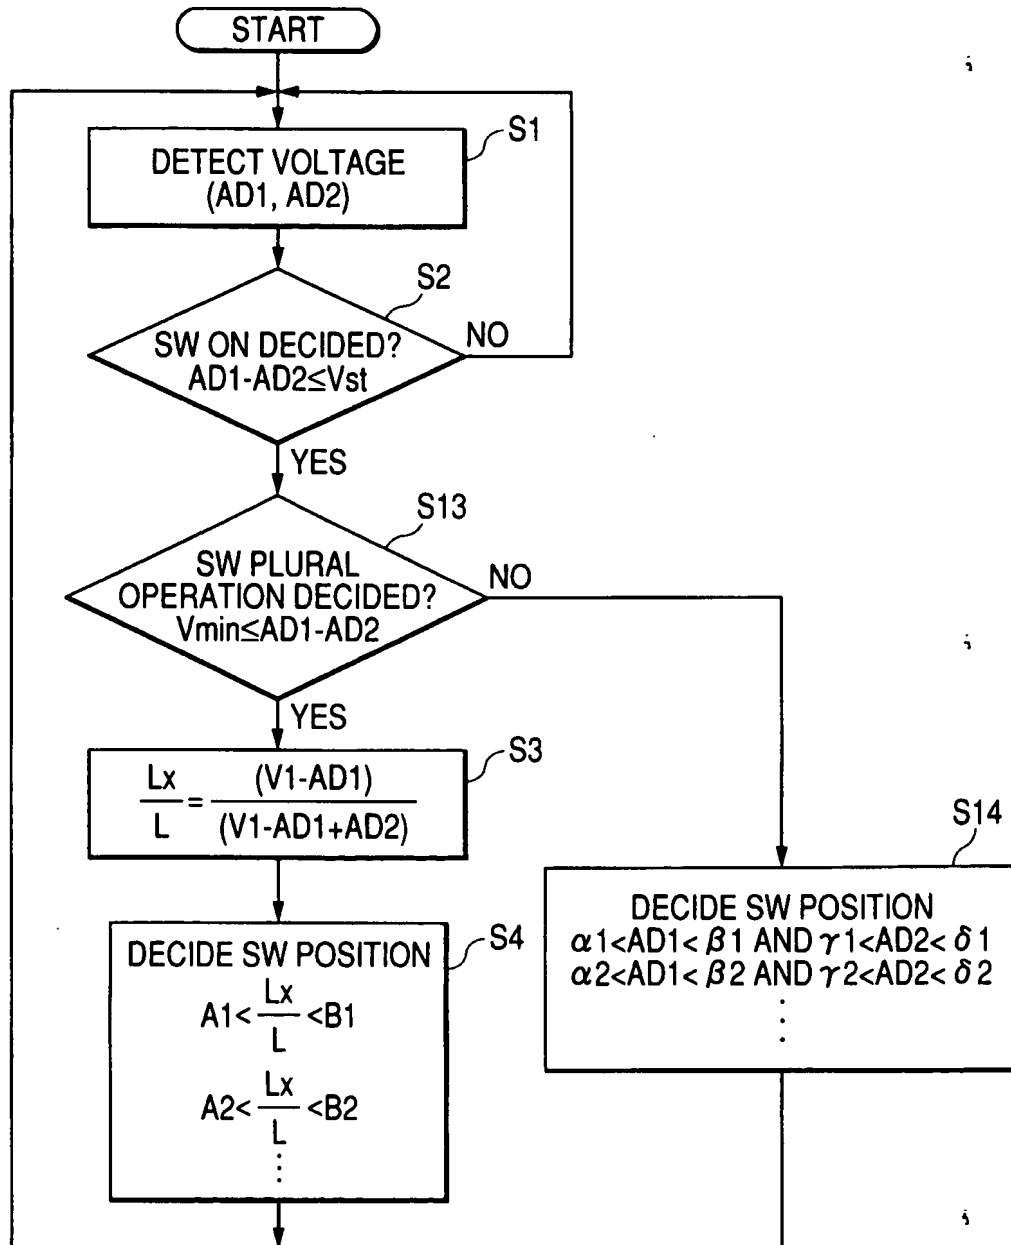 START
S1
DETECT VOLTAGE
(AD1, AD2)
S2
SW ON DECIDED?
AD1-AD2≤Vst
NO
YES
S13
SW PLURAL
OPERATION DECIDED?
Vmin≤AD1-AD2
NO
YES
S3
Lx/L = (V1-AD1)/(V1-AD1+AD2)
S14
DECIDE SW POSITION
α1<AD1<β1 AND γ1<AD2<δ1
α2<AD1<β2 AND γ2<AD2<δ2
⋮
S4
DECIDE SW POSITION
A1< Lx/L <B1
A2< Lx/L <B2
⋮